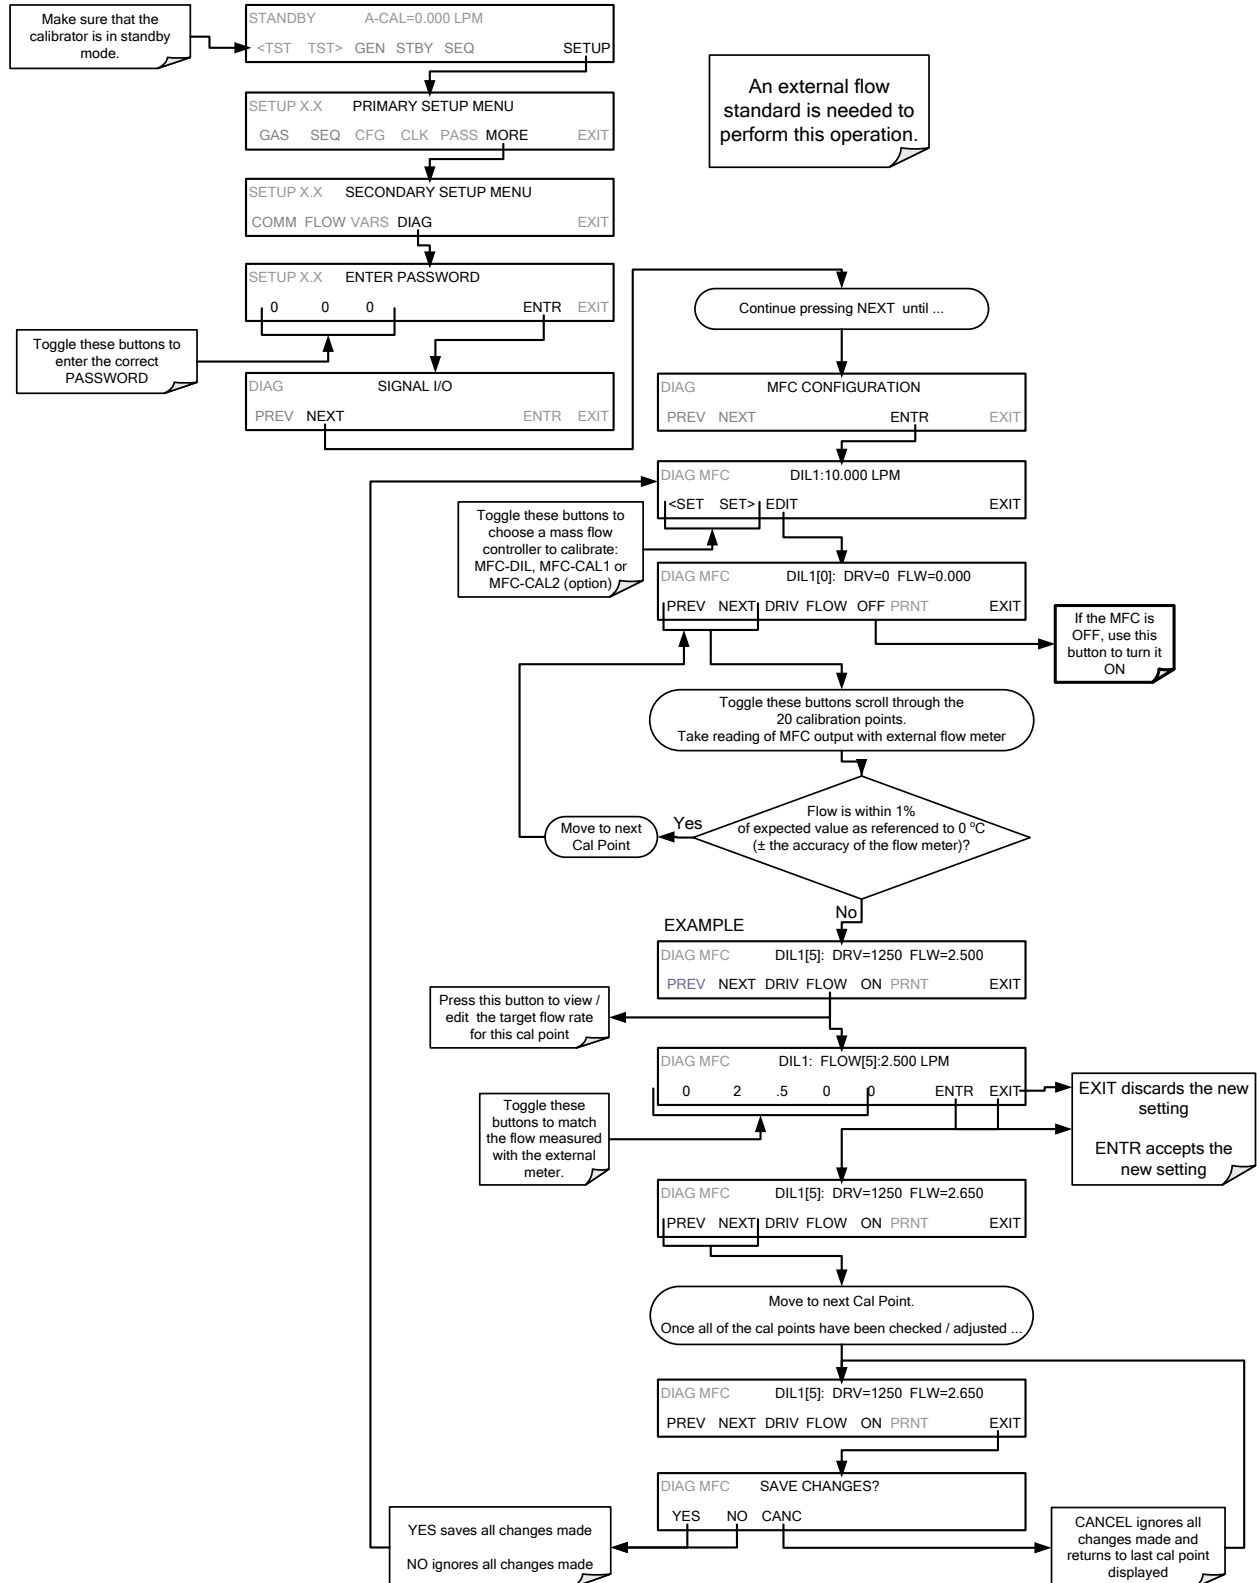 Make sure that the
calibrator is in standby
mode.
STANDBY A-CAL=0.000 LPM
<TST TST> GEN STBY SEQ SETUP
An external flow
standard is needed to
perform this operation.
SETUP X.X PRIMARY SETUP MENU
GAS SEQ CFG CLK PASS MORE EXIT
SETUP X.X SECONDARY SETUP MENU
COMM FLOW VARS DIAG EXIT
SETUP X.X ENTER PASSWORD
0 0 0 ENTR EXIT
Toggle these buttons to
enter the correct
PASSWORD
DIAG SIGNAL I/O
PREV NEXT ENTR EXIT
Continue pressing NEXT until ...
DIAG MFC CONFIGURATION
PREV NEXT ENTR EXIT
DIAG MFC DIL1:10.000 LPM
<SET SET> EDIT EXIT
Toggle these buttons to
choose a mass flow
controller to calibrate:
MFC-DIL, MFC-CAL1 or
MFC-CAL2 (option)
DIAG MFC DIL1[0]: DRV=0 FLW=0.000
PREV NEXT DRIV FLOW OFF PRNT EXIT
If the MFC is
OFF, use this
button to turn it
ON
Toggle these buttons scroll through the
20 calibration points.
Take reading of MFC output with external flow meter
Flow is within 1%
of expected value as referenced to 0 °C
(± the accuracy of the flow meter)?
Yes
Move to next
Cal Point
No
EXAMPLE
DIAG MFC DIL1[5]: DRV=1250 FLW=2.500
PREV NEXT DRIV FLOW ON PRNT EXIT
Press this button to view /
edit the target flow rate
for this cal point
DIAG MFC DIL1: FLOW[5]:2.500 LPM
0 2 .5 0 0 ENTR EXIT
Toggle these
buttons to match
the flow measured
with the external
meter.
EXIT discards the new
setting
ENTR accepts the
new setting
DIAG MFC DIL1[5]: DRV=1250 FLW=2.650
PREV NEXT DRIV FLOW ON PRNT EXIT
Move to next Cal Point.
Once all of the cal points have been checked / adjusted ...
DIAG MFC DIL1[5]: DRV=1250 FLW=2.650
PREV NEXT DRIV FLOW ON PRNT EXIT
DIAG MFC SAVE CHANGES?
YES NO CANC
YES saves all changes made
NO ignores all changes made
CANCEL ignores all
changes made and
returns to last cal point
displayed